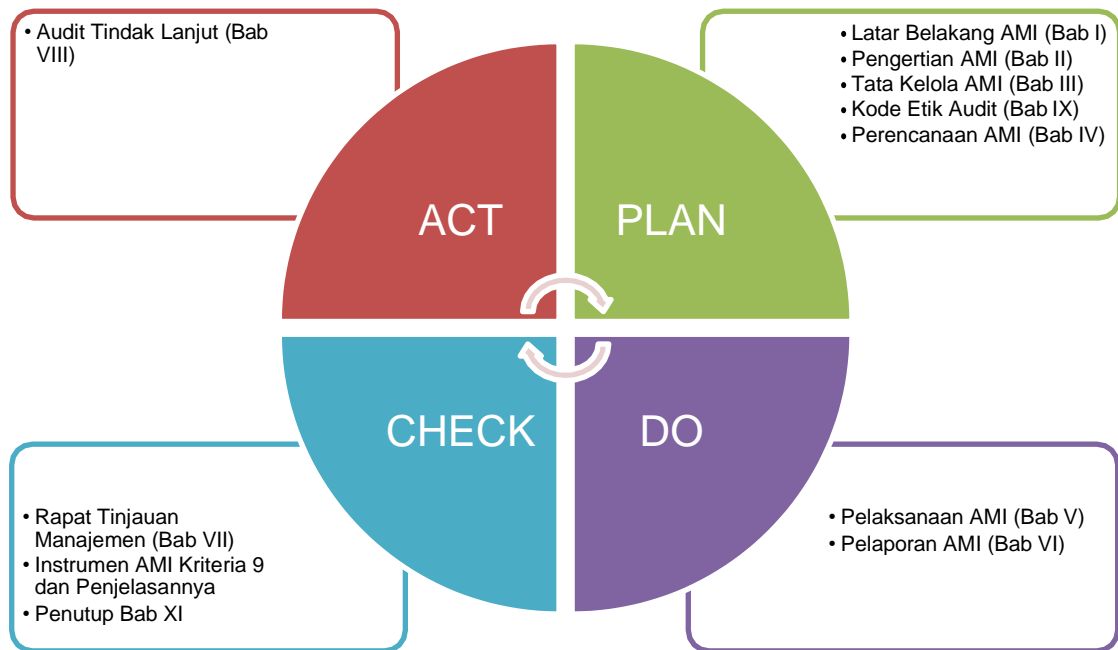 • Audit Tindak Lanjut (Bab
VIII)
• Latar Belakang AMI (Bab I)
• Pengertian AMI (Bab II)
• Tata Kelola AMI (Bab III)
• Kode Etik Audit (Bab IX)
• Perencanaan AMI (Bab IV)
ACT
PLAN
CHECK
DO
• Rapat Tinjauan
Manajemen (Bab VII)
• Instrumen AMI Kriteria 9
dan Penjelasannya
• Penutup Bab XI
• Pelaksanaan AMI (Bab V)
• Pelaporan AMI (Bab VI)